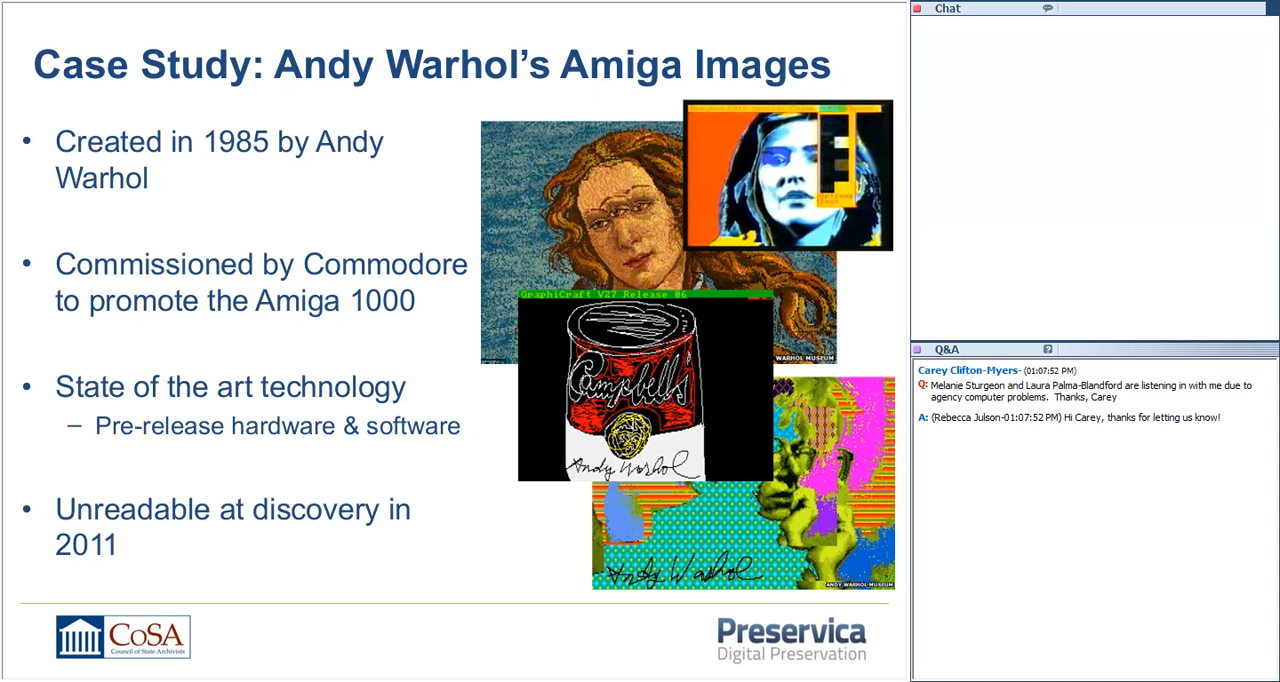 Case Study: Andy Warhol's Amiga Images
• Created in 1985 by Andy
Warhol
• Commissioned by Commodore
to promote the Amiga 1000
• State of the art technology
– Pre-release hardware & software
• Unreadable at discovery in
2011
WARHOL MUSEUM
GraphiCraft V27 Release 06
Campbell's
Andy Warhol
Andy Warhol
ANDY WARHOL MUSEUM
CoSA
Council of State Archivists
Preservica
Digital Preservation
Chat
Q&A
Carey Clifton-Myers- (01:07:52 PM)
Q: Melanie Sturgeon and Laura Palma-Blandford are listening in with me due to
agency computer problems. Thanks, Carey
A: (Rebecca Julson-01:07:52 PM) Hi Carey, thanks for letting us know!